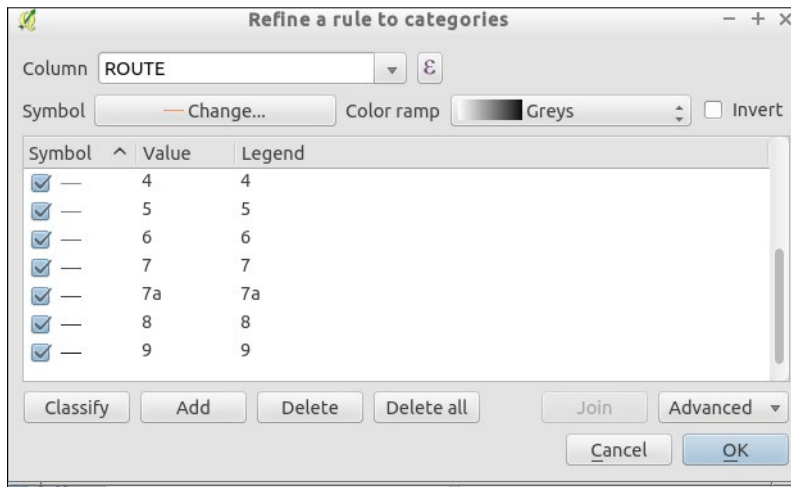 Refine a rule to categories
Column ROUTE ε
Symbol Change... Color ramp Greys Invert
Symbol Value Legend
4 4
5 5
6 6
7 7
7a 7a
8 8
9 9
Classify Add Delete Delete all Join Advanced
Cancel OK